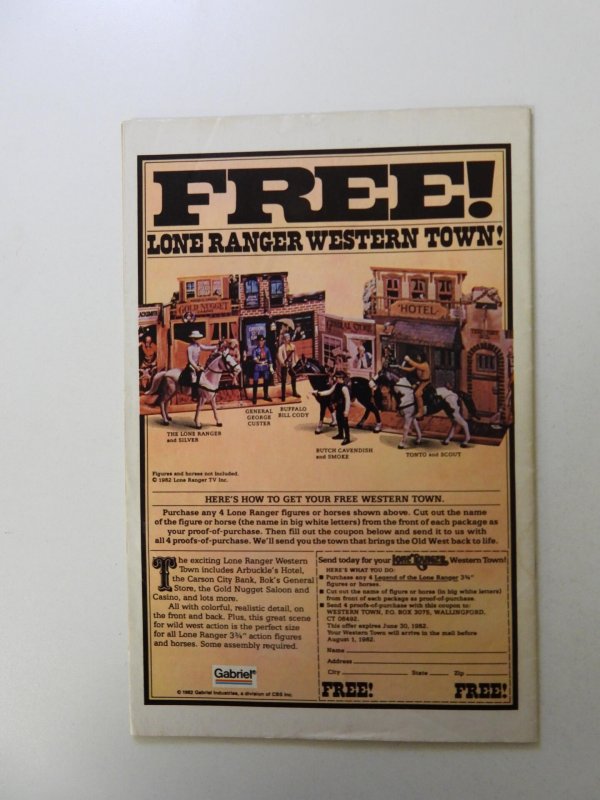 FREE!
LONE RANGER WESTERN TOWN!
GOLD NUGGET
HOTEL
THE LONE RANGER
and SILVER
GENERAL
GEORGE
CUSTER
BUFFALO
BILL CODY
BUTCH CAVENDISH
and SMOKE
TONTO and SCOUT
Figures and horses not included.
© 1982 Lone Ranger TV Inc.
HERE'S HOW TO GET YOUR FREE WESTERN TOWN.
Purchase any 4 Lone Ranger figures or horses shown above. Cut out the name
of the figure or horse (the name in big white letters) from the front of each package as
your proof-of-purchase. Then fill out the coupon below and send it to us with
all 4 proofs-of-purchase. We'll send you the town that brings the Old West back to life.
The exciting Lone Ranger Western
Town includes Arbuckle's Hotel,
the Carson City Bank, Bok's General
Store, the Gold Nugget Saloon and
Casino, and lots more.
All with colorful, realistic detail, on
the front and back. Plus, this great scene
for wild west action is the perfect size
for all Lone Ranger 3¾" action figures
and horses. Some assembly required.
Gabriel®
© 1982 Gabriel Industries, a division of CBS Inc.
Send today for your LONE RANGER Western Town!
HERE'S WHAT YOU DO:
■ Purchase any 4 Legend of the Lone Ranger 3¾"
figures or horses.
■ Cut out the name of figure or horse (in big white letters)
from front of each package as proof of purchase.
■ Send 4 proofs-of-purchase with this coupon to:
WESTERN TOWN, P.O. BOX 3075, WALLINGFORD,
CT 06492.
This offer expires June 30, 1982.
Your Western Town will arrive in the mail before
August 1, 1982.
Name
Address
City State Zip
FREE! FREE!